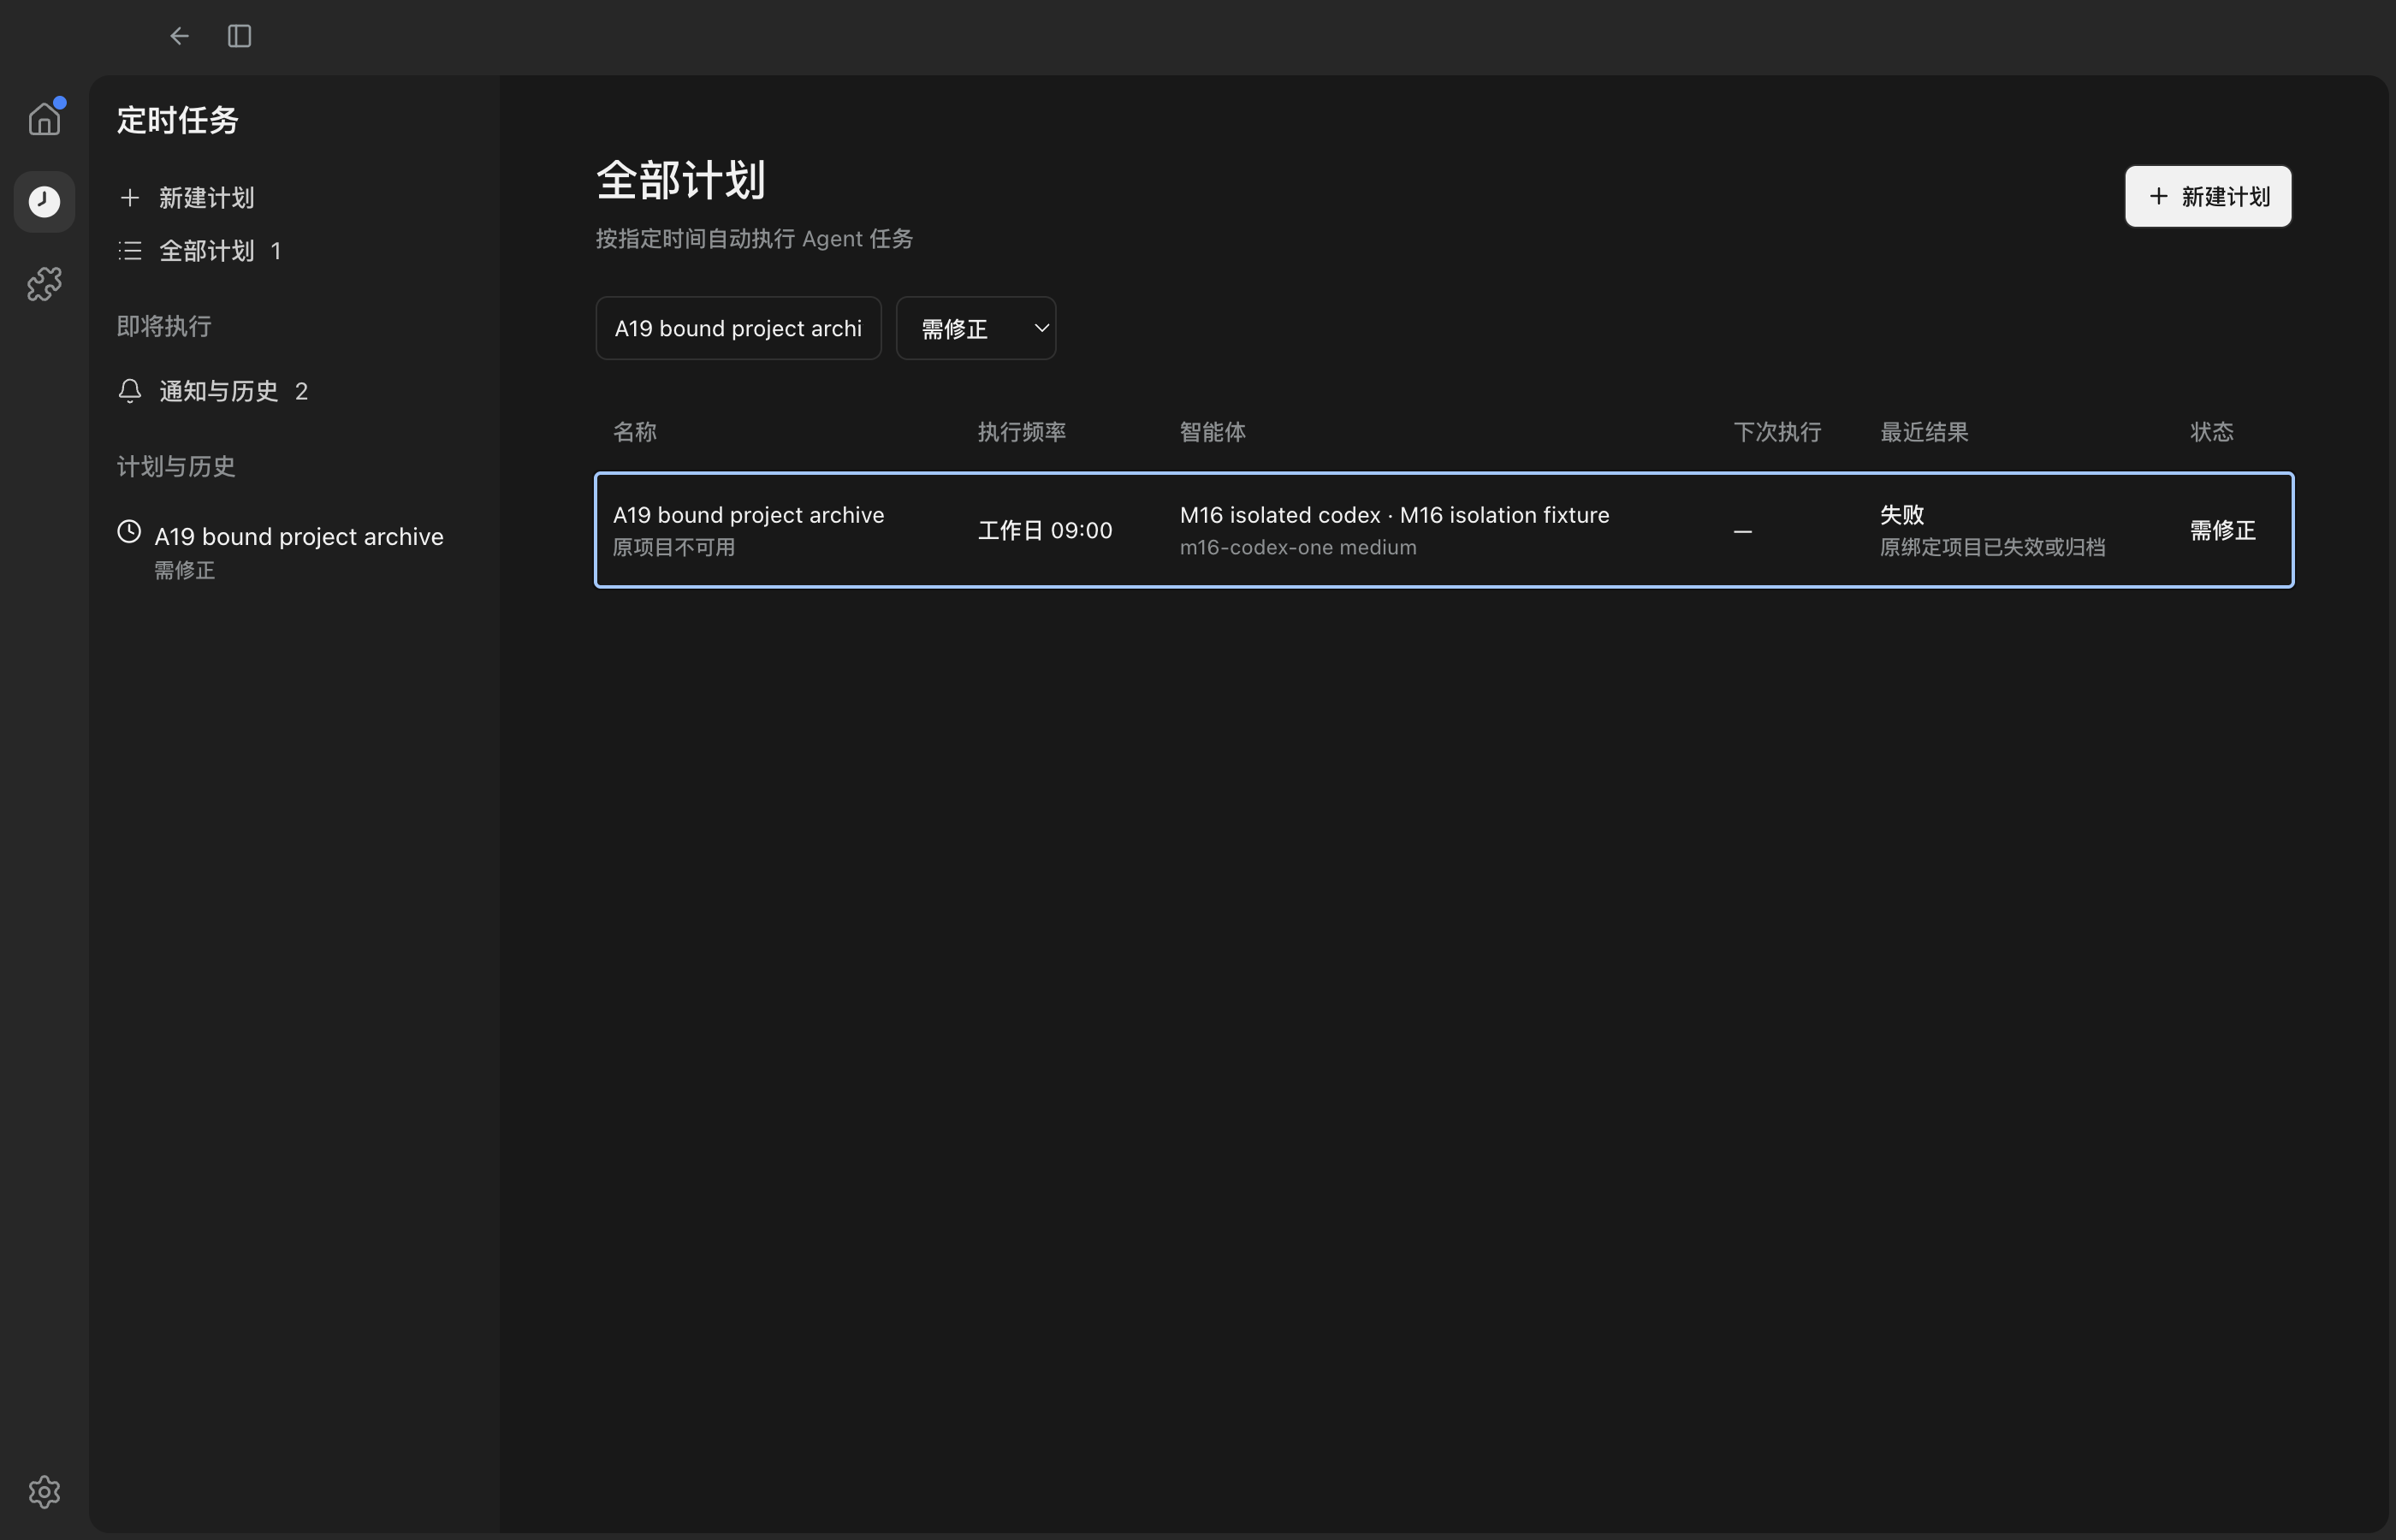 定时任务
新建计划
全部计划 1
即将执行
通知与历史 2
计划与历史
A19 bound project archive
需修正
全部计划
按指定时间自动执行 Agent 任务
新建计划
A19 bound project archi
需修正
名称 执行频率 智能体 下次执行 最近结果 状态
A19 bound project archive
原项目不可用
工作日 09:00
M16 isolated codex · M16 isolation fixture
m16-codex-one medium
—
失败
原绑定项目已失效或归档
需修正